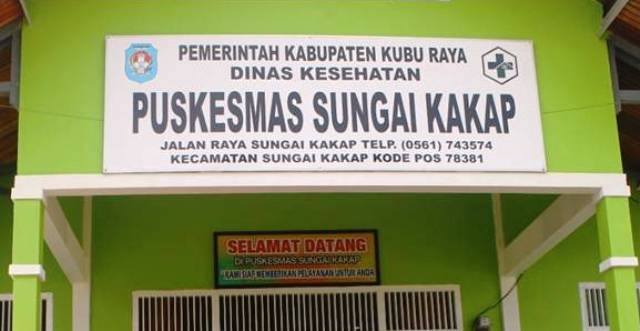 PEMERINTAH KABUPATEN KUBU RAYA
DINAS KESEHATAN
PUSKESMAS SUNGAI KAKAP
JALAN RAYA SUNGAI KAKAP TELP. (0561) 743574
KECAMATAN SUNGAI KAKAP KODE POS 78381
SELAMAT DATANG
DI PUSKESMAS SUNGAI KAKAP
KAMI SIAP MEMBERIKAN PELAYANAN UNTUK ANDA